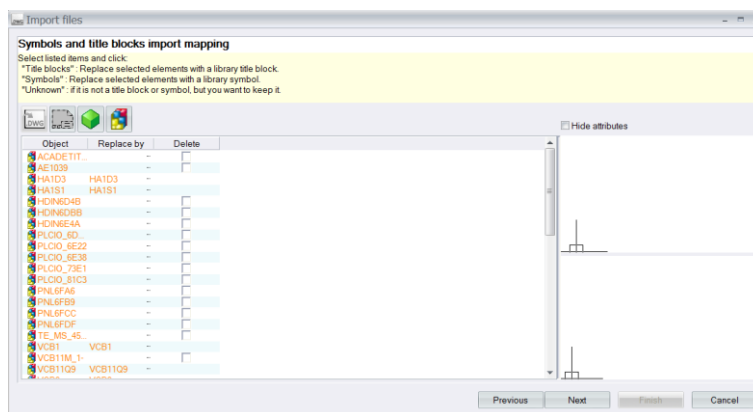 Import files
Symbols and title blocks import mapping
Select listed items and click:
"Title blocks" : Replace selected elements with a library title block.
"Symbols" : Replace selected elements with a library symbol.
"Unknown" : if it is not a title block or symbol, but you want to keep it.
DWG
Hide attributes
Object Replace by Delete
ACADETIT...
AE1039
HA1D3 HA1D3
HA1S1 HA1S1
HDIN6D4B
HDIN6DBB
HDIN6E4A
PLCIO_6D...
PLCIO_6E22
PLCIO_6E38
PLCIO_73E1
PLCIO_81C3
PNL6FA6
PNL6FB9
PNL6FCC
PNL6FDF
TE_MS_45...
VCB1 VCB1
VCB11M_1-
VCB11Q9 VCB11Q9
Previous Next Finish Cancel